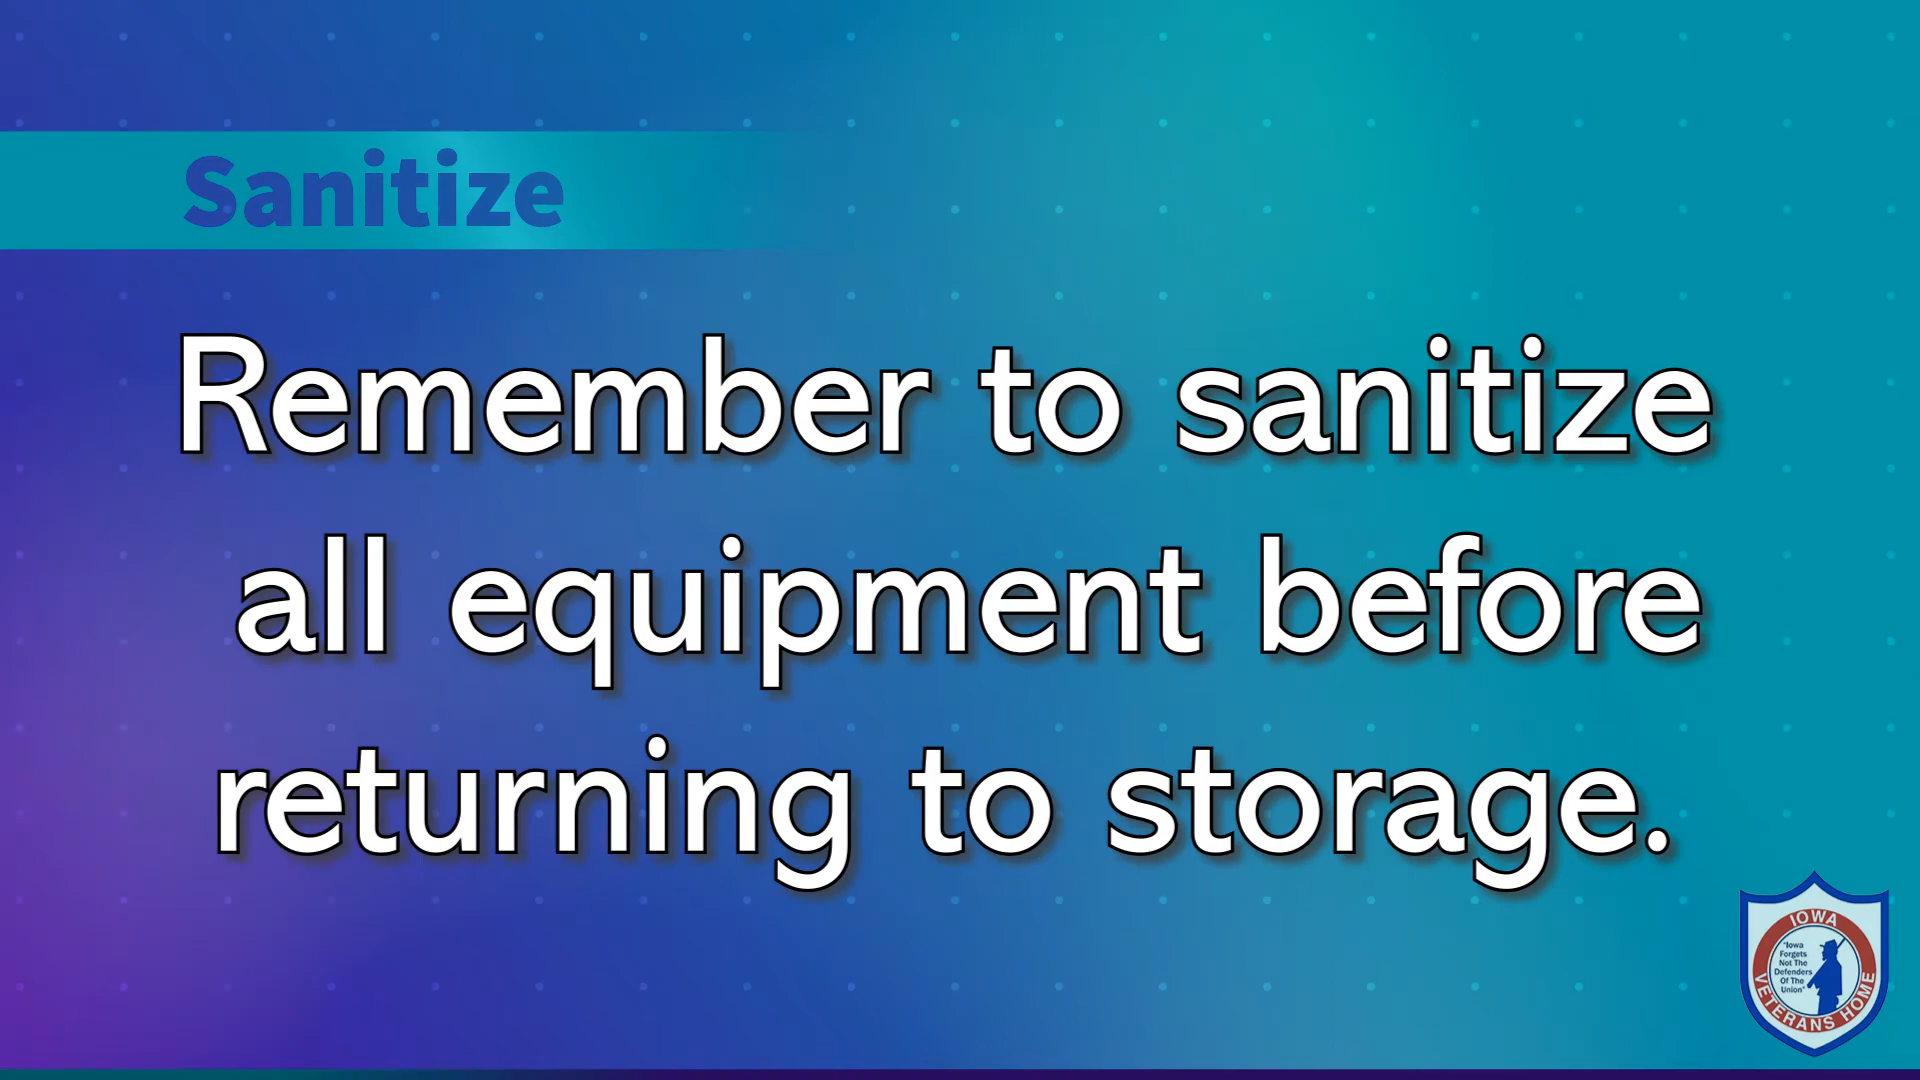 Sanitize
Remember to sanitize
all equipment before
returning to storage.
IOWA
"Iowa
Forgets
Not The
Defenders
Of The
Union"
VETERANS HOME